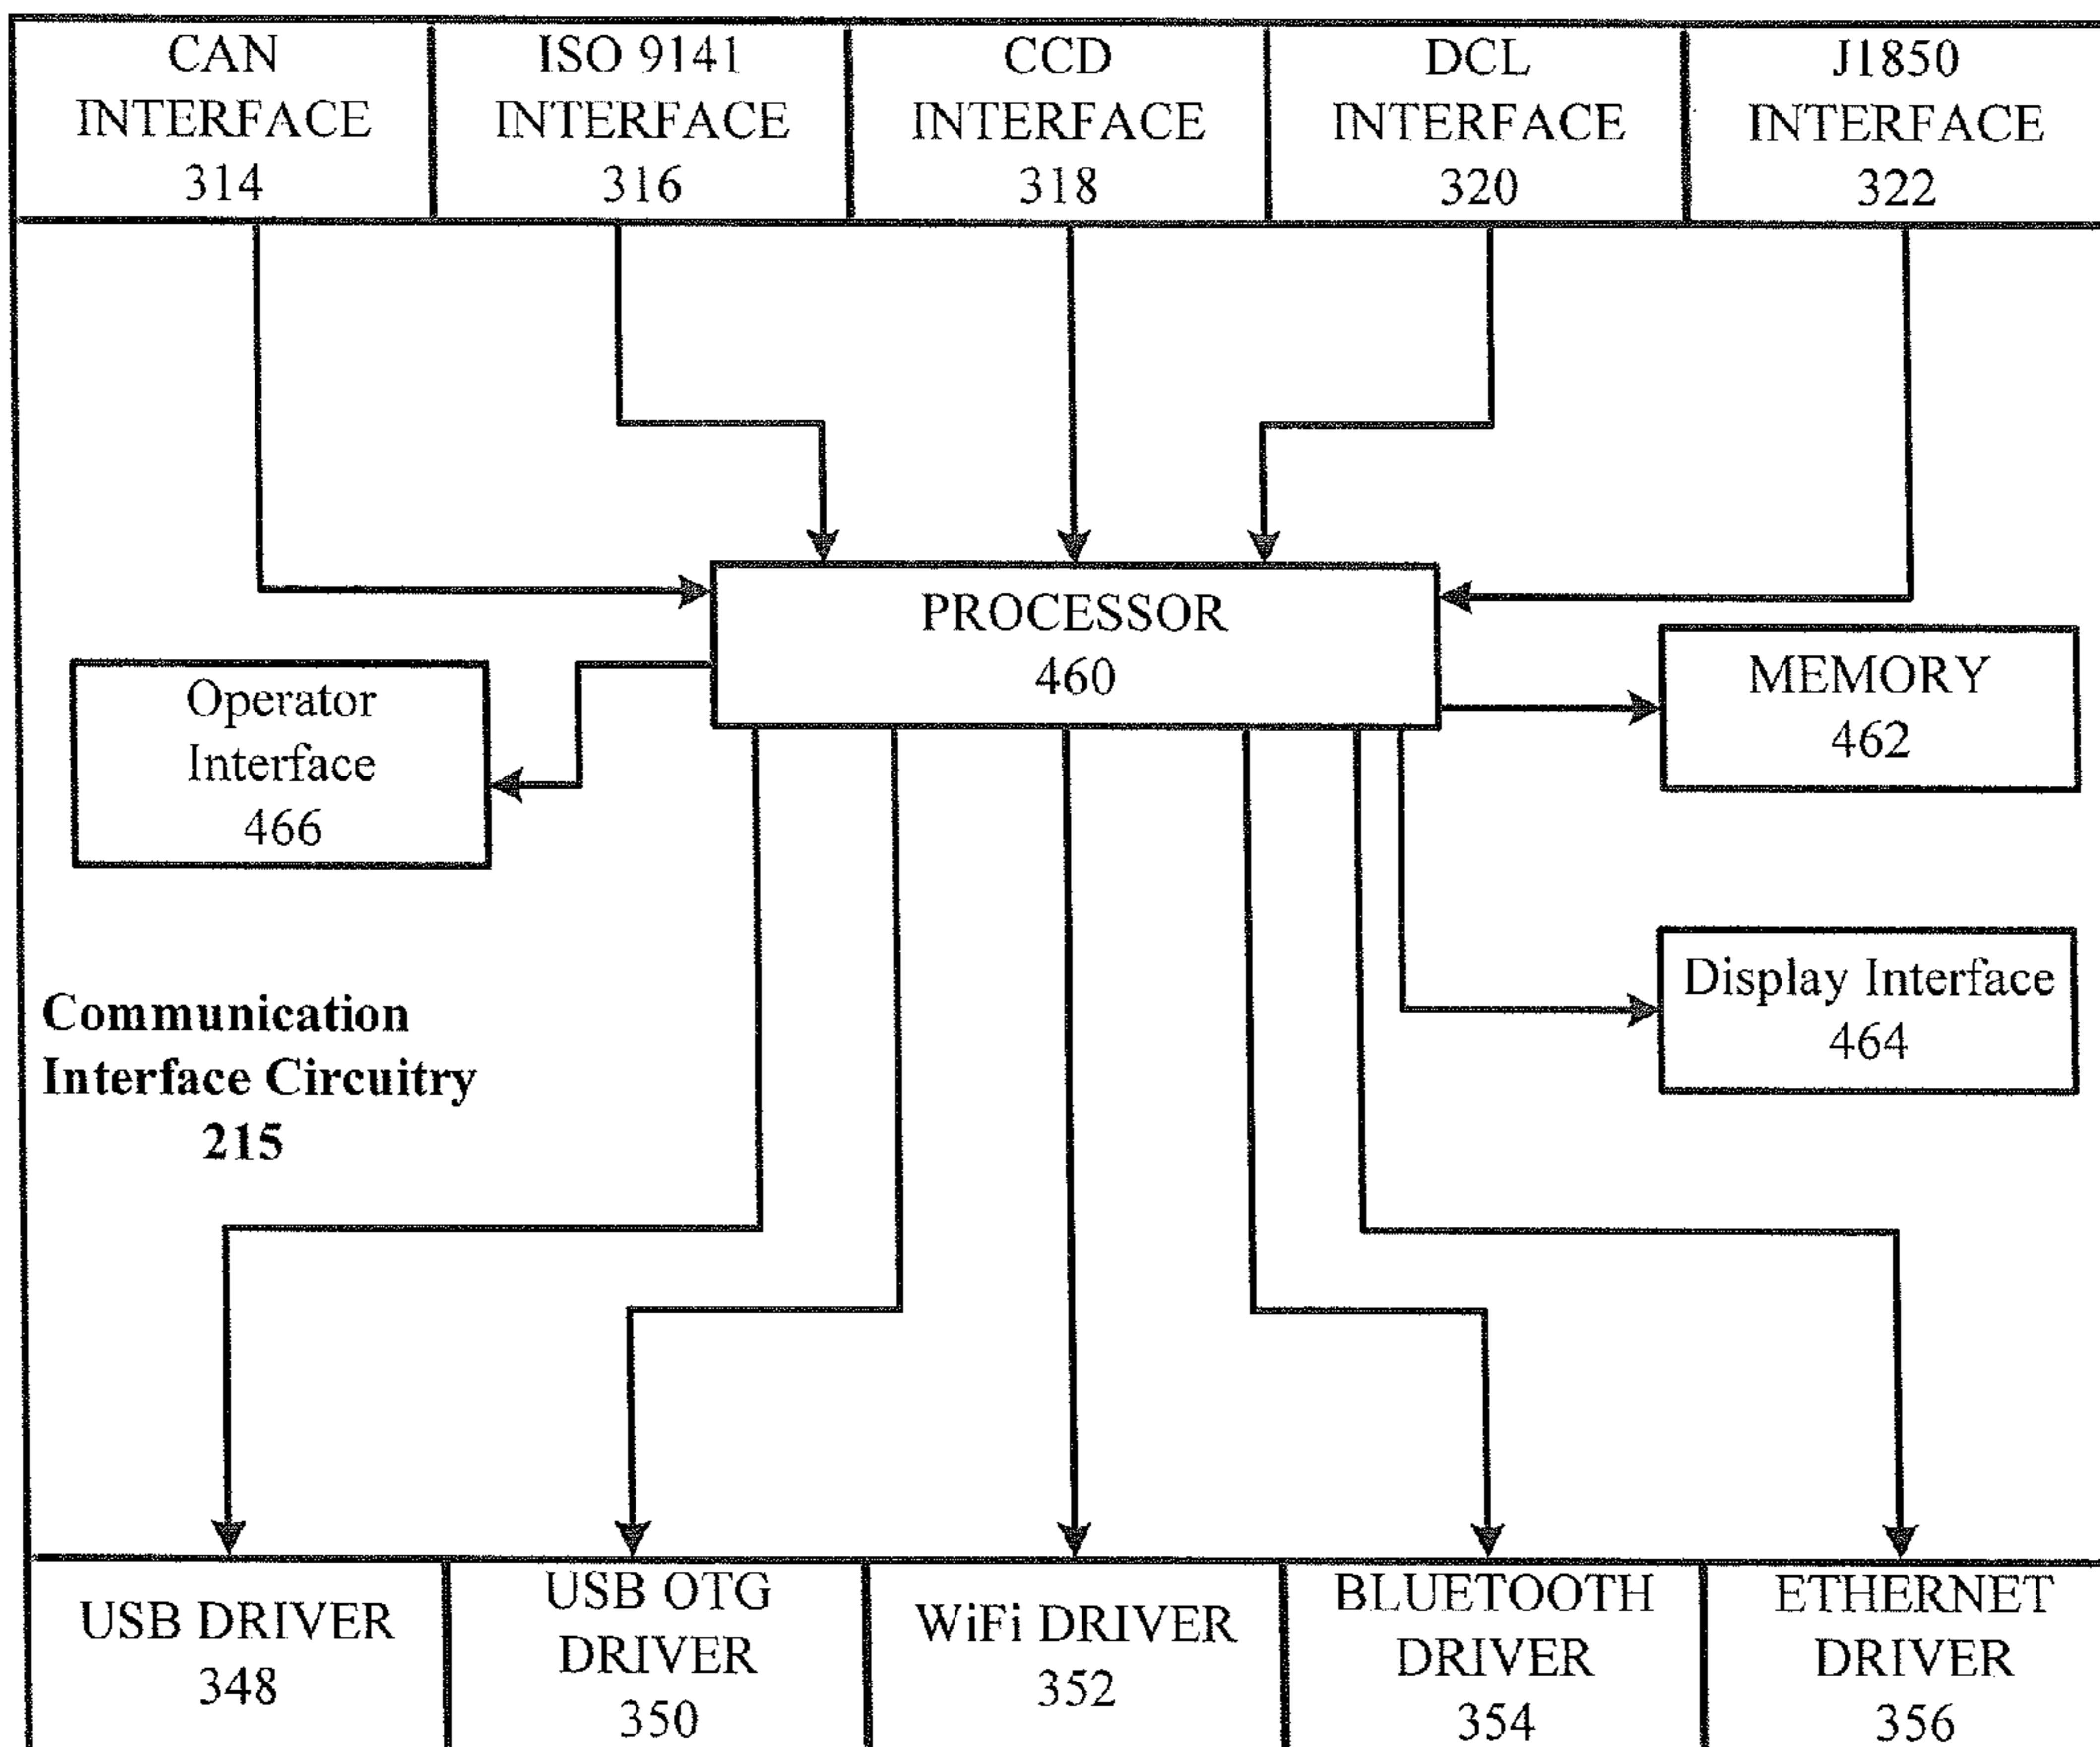 CAN
INTERFACE
314
ISO 9141
INTERFACE
316
CCD
INTERFACE
318
DCL
INTERFACE
320
J1850
INTERFACE
322
PROCESSOR
460
Operator
Interface
466
MEMORY
462
Display Interface
464
Communication
Interface Circuitry
215
USB DRIVER
348
USB OTG
DRIVER
350
WiFi DRIVER
352
BLUETOOTH
DRIVER
354
ETHERNET
DRIVER
356